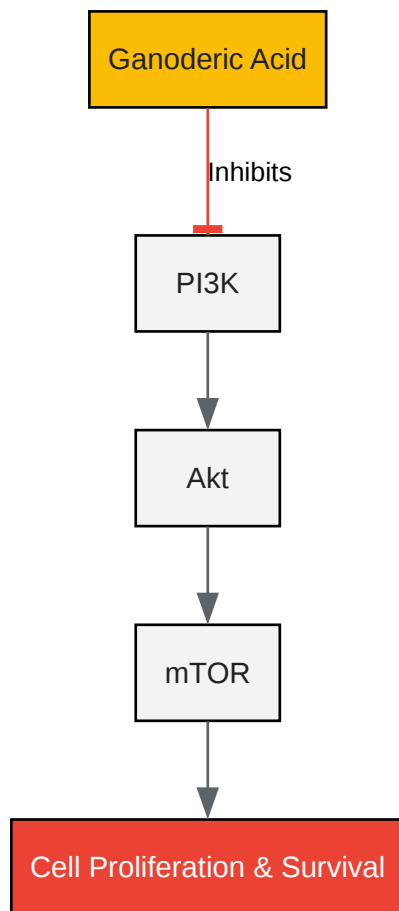 Ganoderic Acid
Inhibits
PI3K
Akt
mTOR
Cell Proliferation & Survival